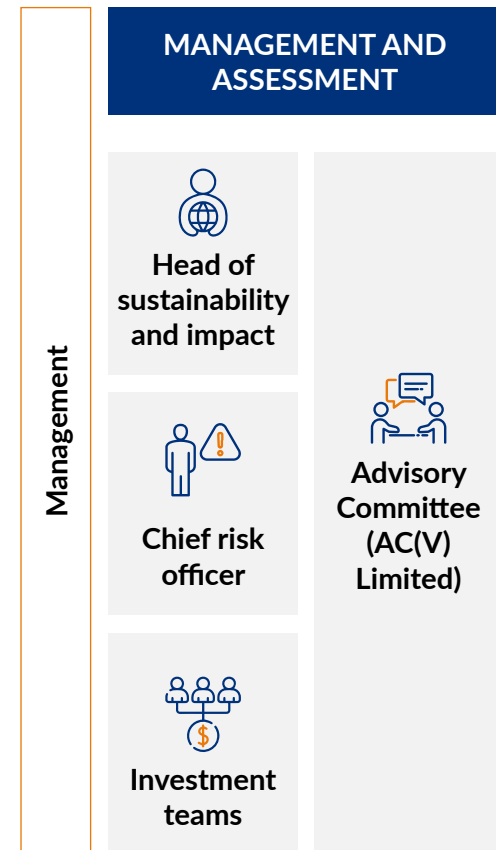 MANAGEMENT AND
ASSESSMENT
Management
Head of
sustainability
and impact
Chief risk
officer
Investment
teams
Advisory
Committee
(AC(V)
Limited)